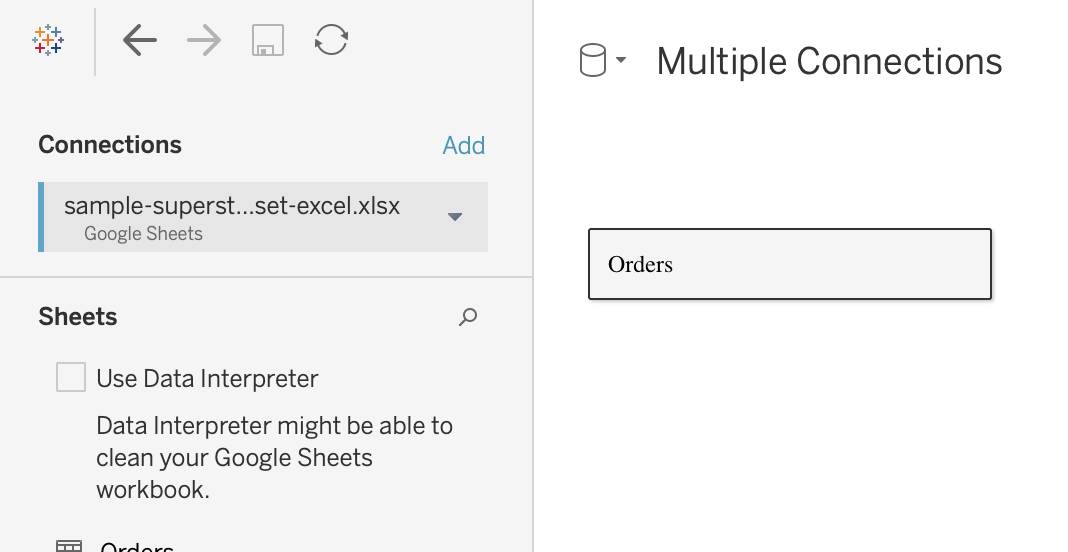 Multiple Connections
Connections
Add
sample-superst...set-excel.xlsx
Google Sheets
Orders
Sheets
Use Data Interpreter
Data Interpreter might be able to
clean your Google Sheets
workbook.
Orders